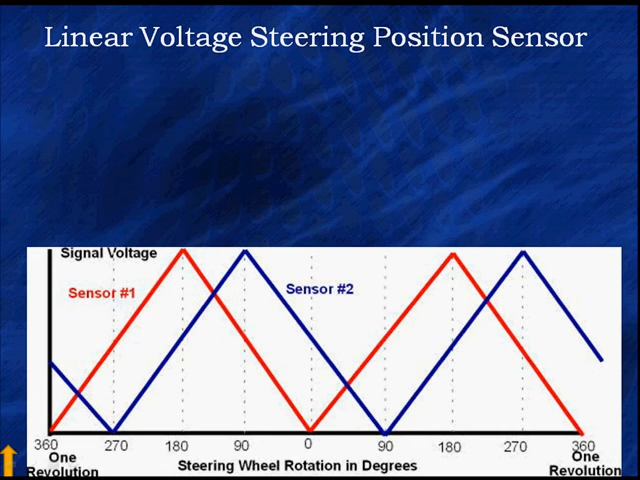 Linear Voltage Steering Position Sensor
Signal Voltage
Sensor #1
Sensor #2
360 270 180 90 0 90 180 270 360
One Revolution
Steering Wheel Rotation in Degrees
One Revolution